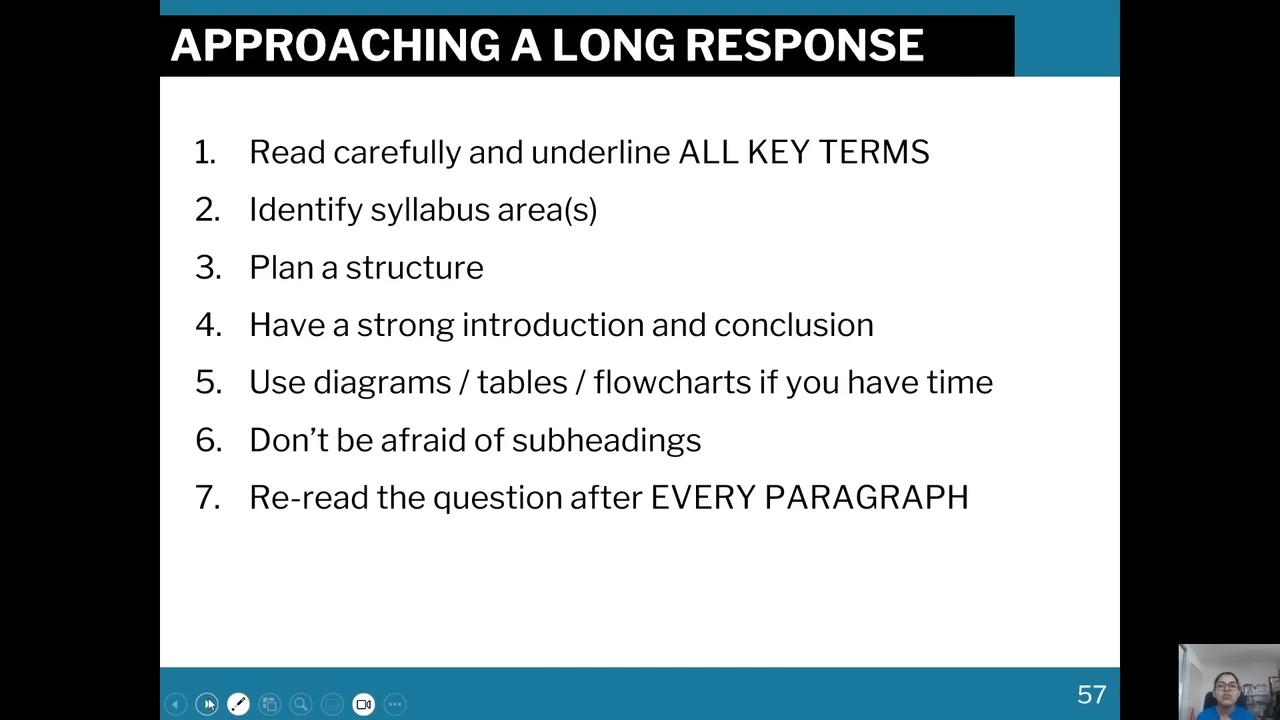 APPROACHING A LONG RESPONSE
1. Read carefully and underline ALL KEY TERMS
2. Identify syllabus area(s)
3. Plan a structure
4. Have a strong introduction and conclusion
5. Use diagrams / tables / flowcharts if you have time
6. Don’t be afraid of subheadings
7. Re-read the question after EVERY PARAGRAPH
57